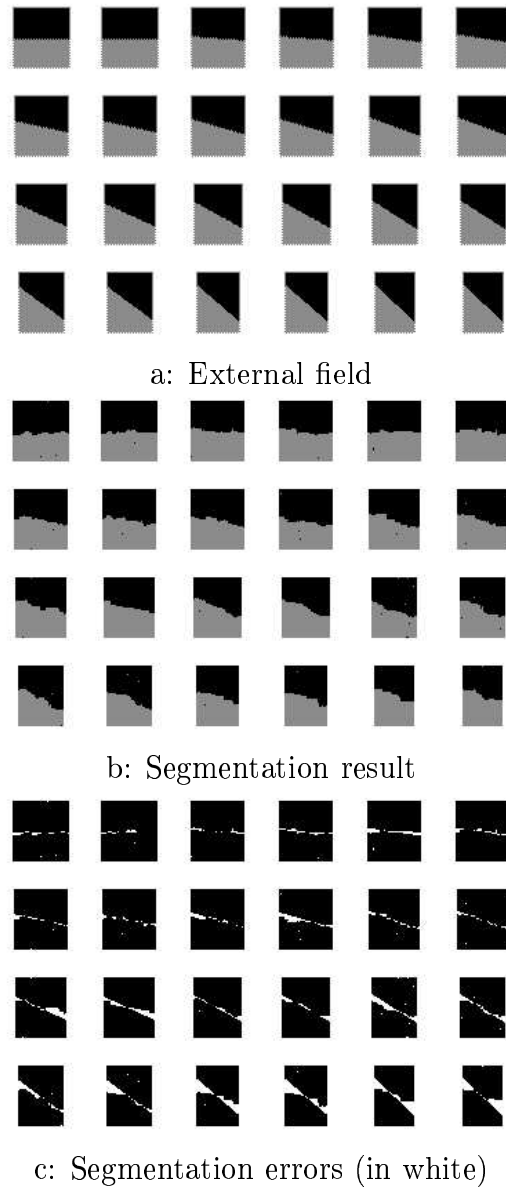 a: External field
b: Segmentation result
c: Segmentation errors (in white)